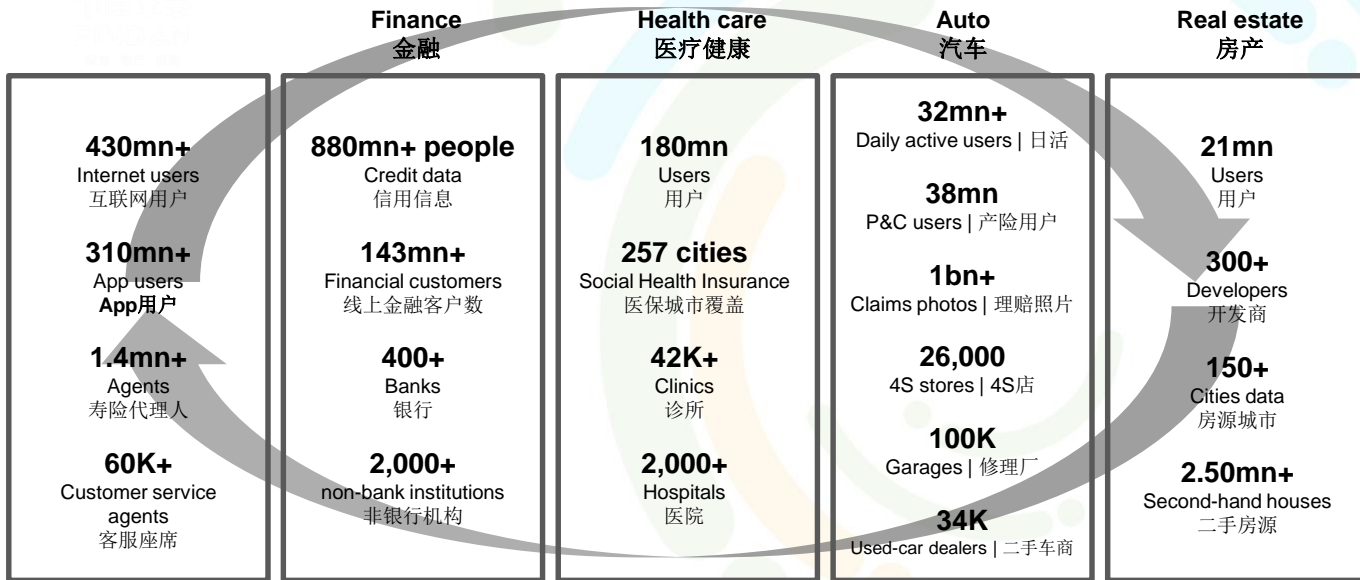 Finance
金融
Health care
医疗健康
Auto
汽车
Real estate
房产
430mn+
Internet users
互联网用户
310mn+
App users
App用户
1.4mn+
Agents
寿险代理人
60K+
Customer service
agents
客服座席
880mn+ people
Credit data
信用信息
143mn+
Financial customers
线上金融客户数
400+
Banks
银行
2,000+
non-bank institutions
非银行机构
180mn
Users
用户
257 cities
Social Health Insurance
医保城市覆盖
42K+
Clinics
诊所
2,000+
Hospitals
医院
32mn+
Daily active users | 日活
38mn
P&C users | 产险用户
1bn+
Claims photos | 理赔照片
26,000
4S stores | 4S店
100K
Garages | 修理厂
34K
Used-car dealers | 二手车商
21mn
Users
用户
300+
Developers
开发商
150+
Cities data
房源城市
2.50mn+
Second-hand houses
二手房源